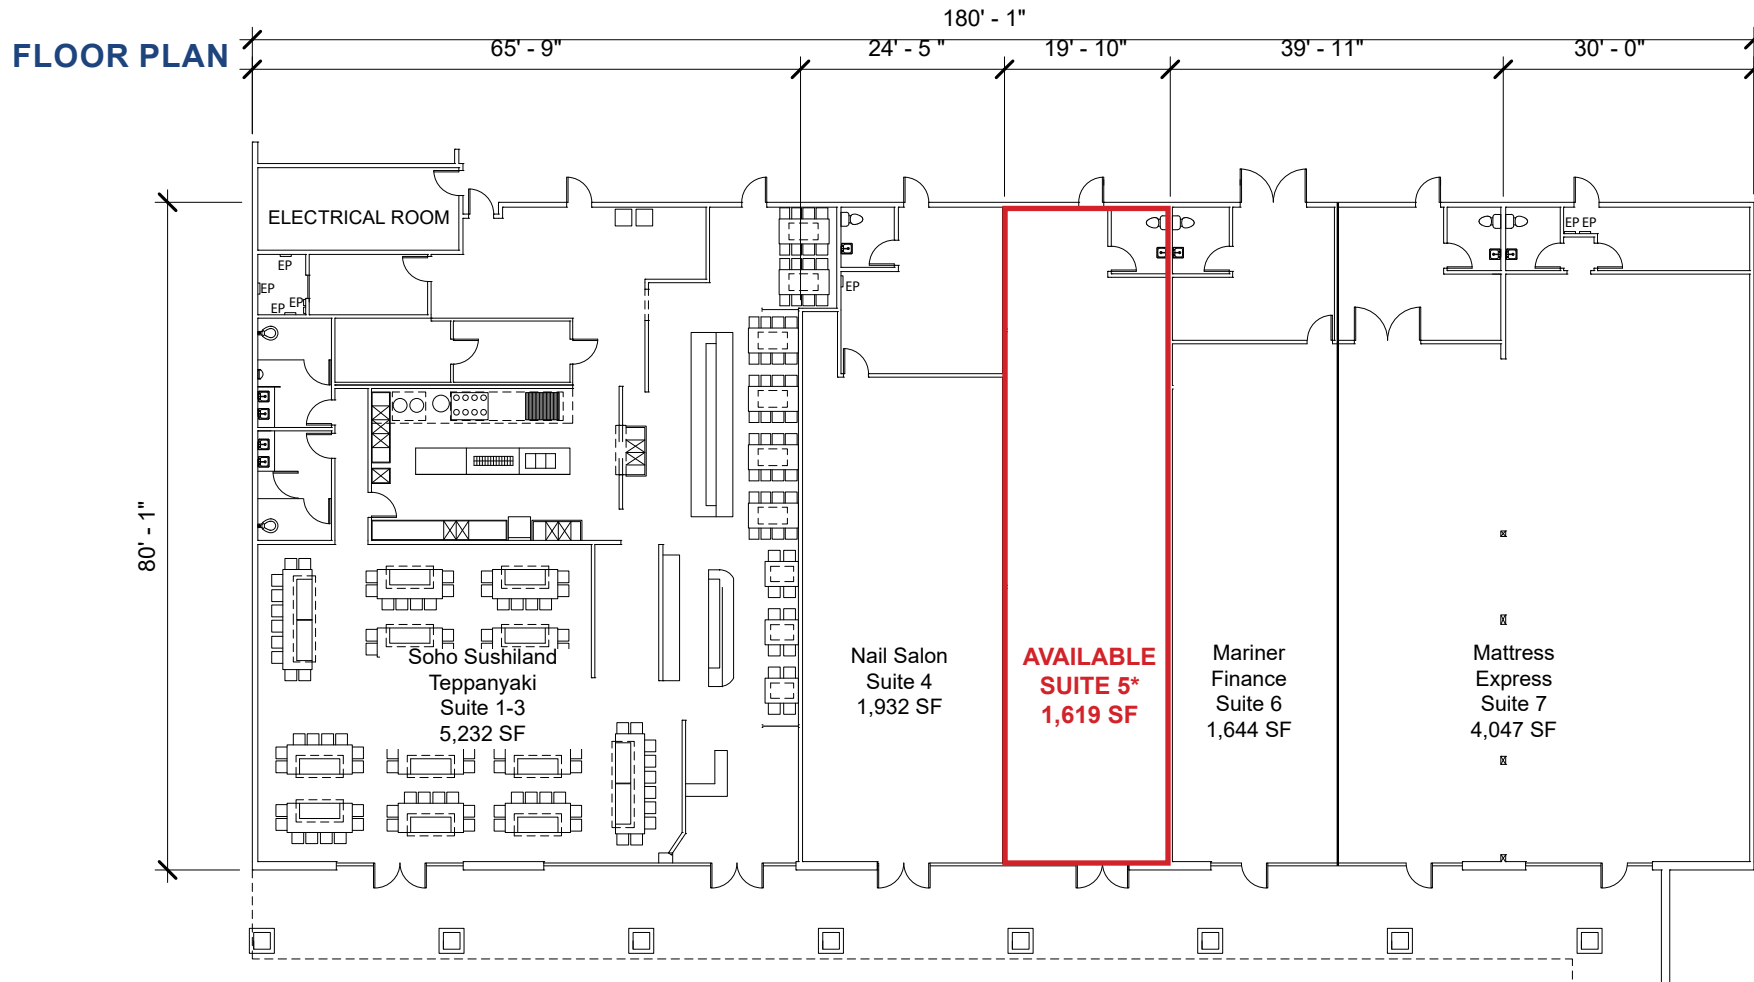 180' - 1"
FLOOR PLAN
65' - 9"
24' - 5 "
19' - 10"
39' - 11"
30' - 0"
ELECTRICAL ROOM
EP EP
EP
EP
EP
EP
EP
80' - 1"
Soho Sushiland
Teppanyaki
Suite 1-3
5,232 SF
Nail Salon
Suite 4
1,932 SF
AVAILABLE
SUITE 5*
1,619 SF
Mariner
Finance
Suite 6
1,644 SF
Mattress
Express
Suite 7
4,047 SF